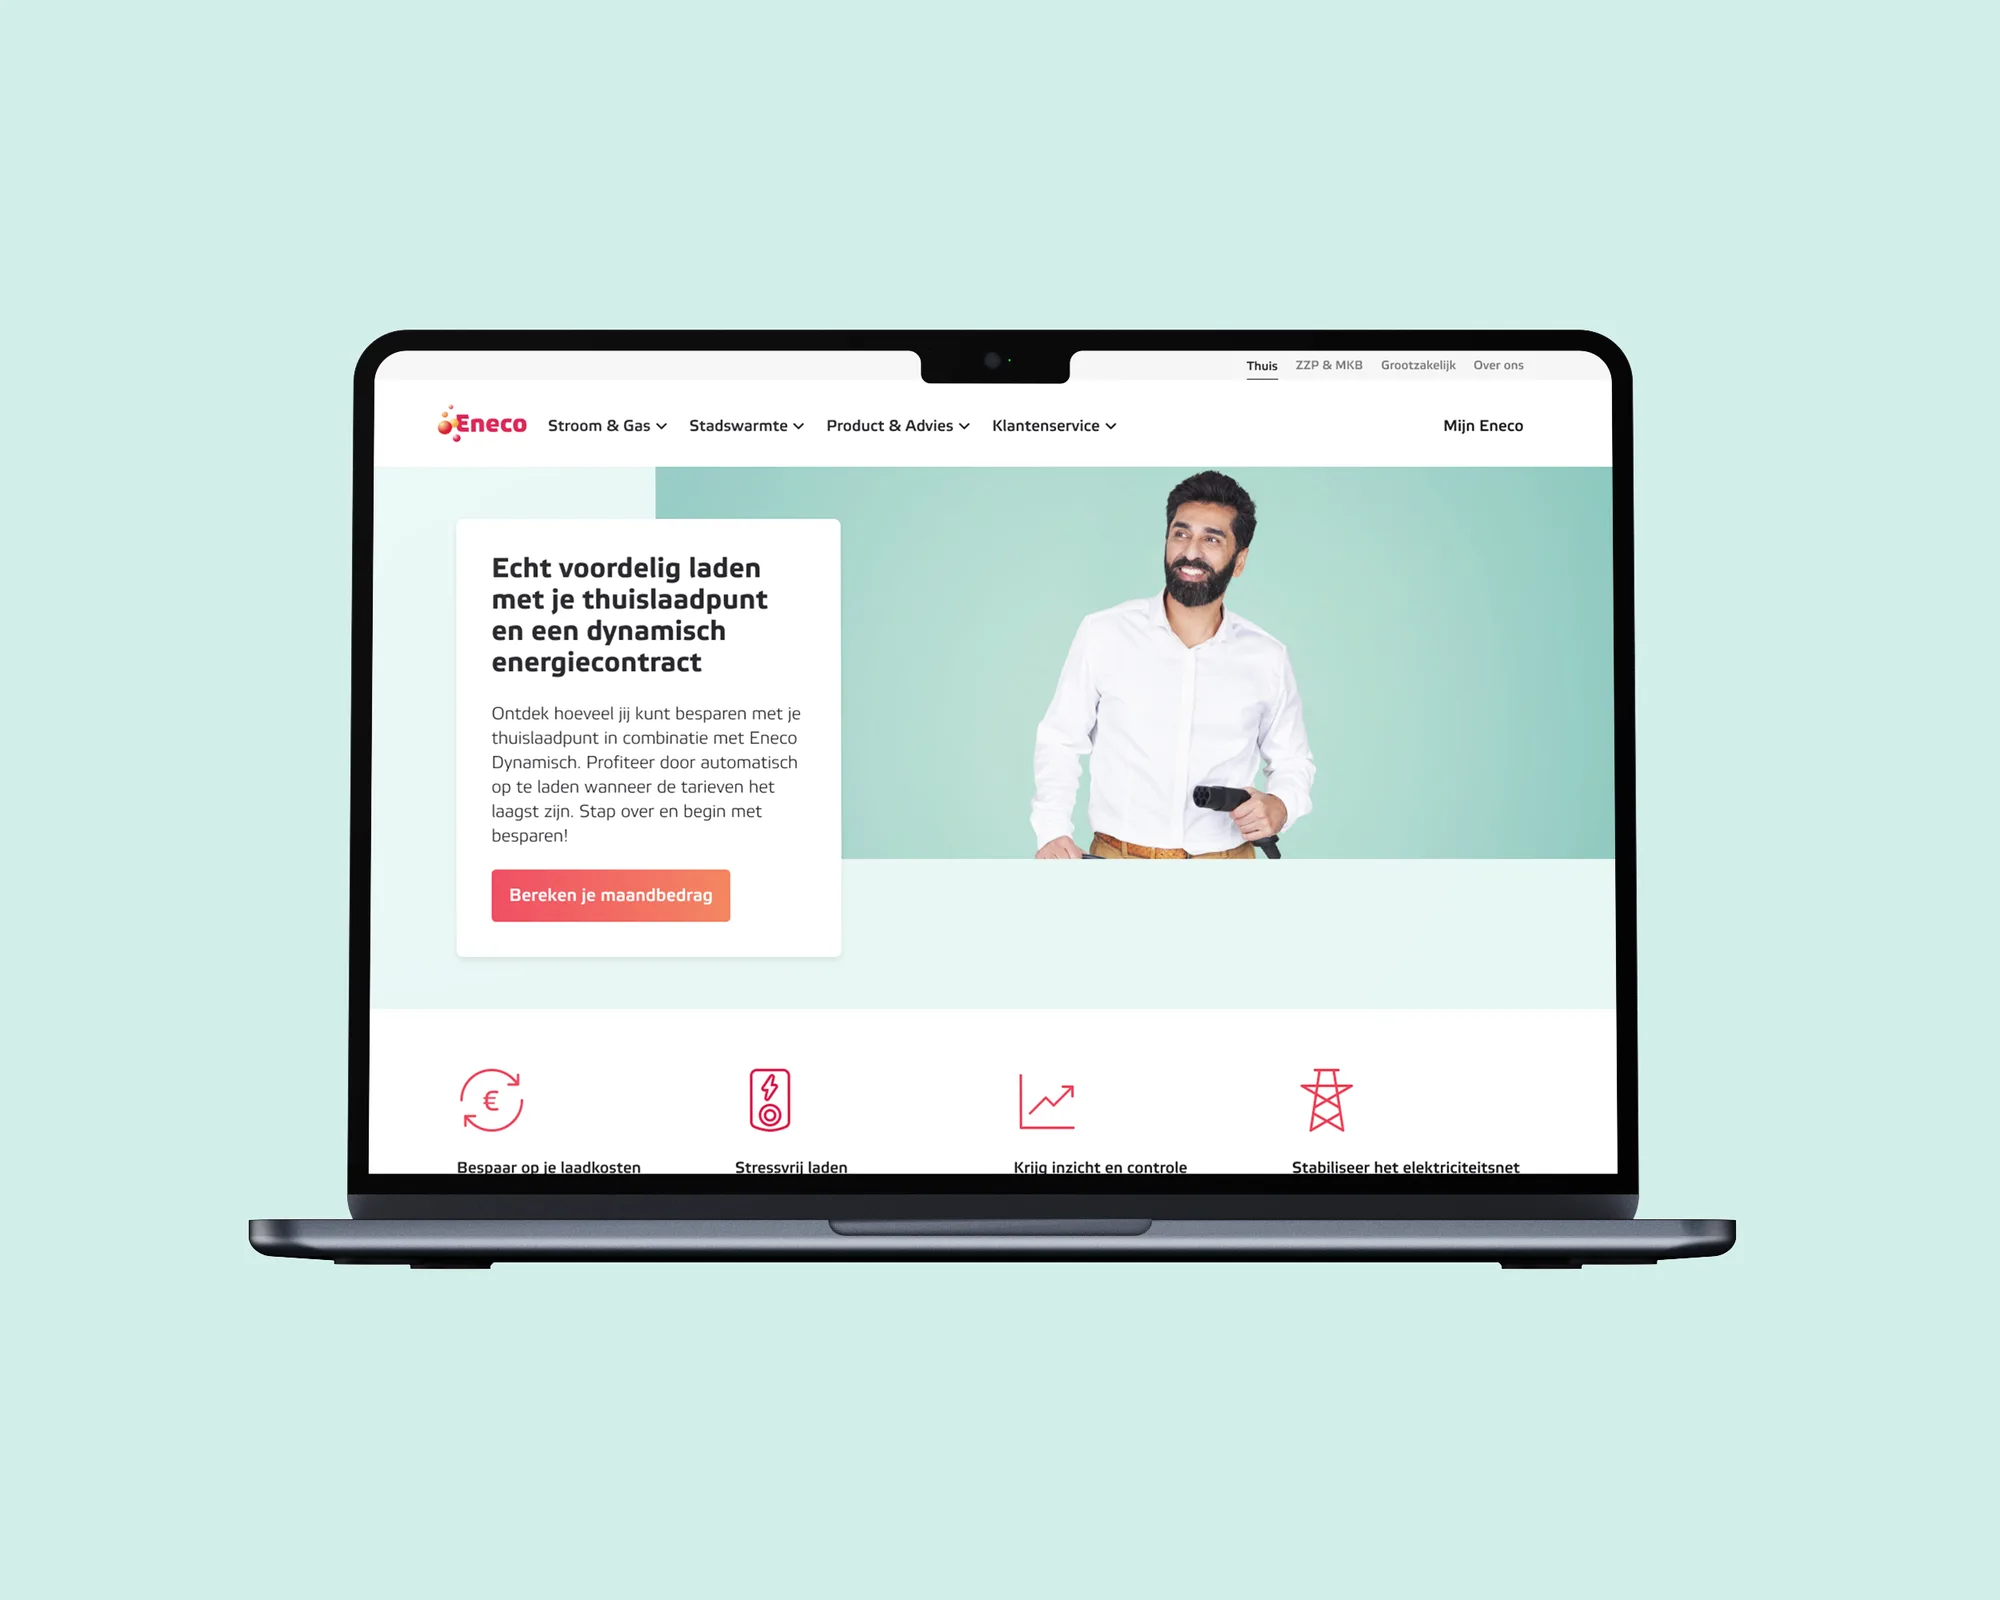 Thuis ZZP & MKB Grootzakelijk Over ons
Eneco Stroom & Gas Stadswarmte Product & Advies Klantenservice Mijn Eneco
Echt voordelig laden
met je thuislaadpunt
en een dynamisch
energiecontract
Ontdek hoeveel jij kunt besparen met je
thuislaadpunt in combinatie met Eneco
Dynamisch. Profiteer door automatisch
op te laden wanneer de tarieven het
laagst zijn. Stap over en begin met
besparen!
Bereken je maandbedrag
€
Bespaar op je laadkosten Stressvrij laden Krijg inzicht en controle Stabiliseer het elektriciteitsnet